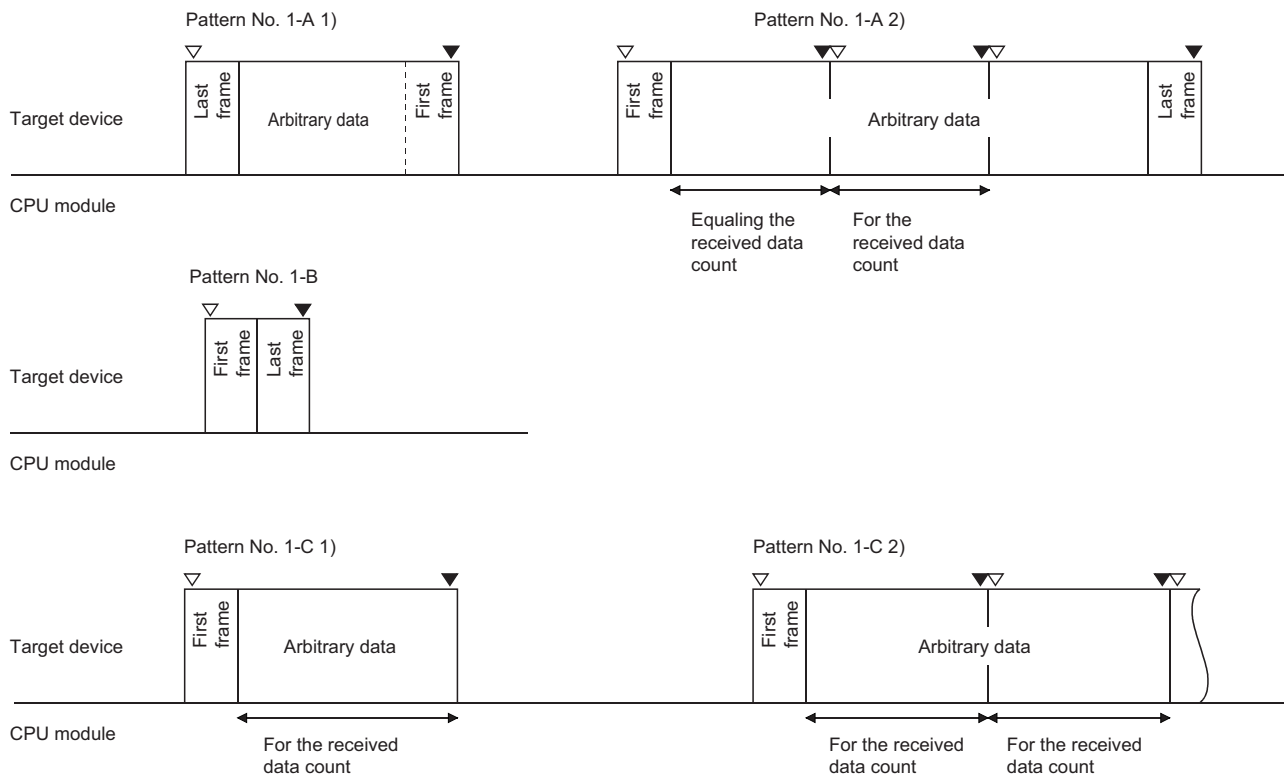 Pattern No. 1-A 1)
Pattern No. 1-A 2)
Target device
Last
frame
Arbitrary data
First
frame
First
frame
Arbitrary data
Last
frame
CPU module
Equaling the
received data
count
For the
received data
count
Pattern No. 1-B
Target device
First
frame
Last
frame
CPU module
Pattern No. 1-C 1)
Pattern No. 1-C 2)
Target device
First
frame
Arbitrary data
First
frame
Arbitrary data
CPU module
For the received
data count
For the received
data count
For the received
data count